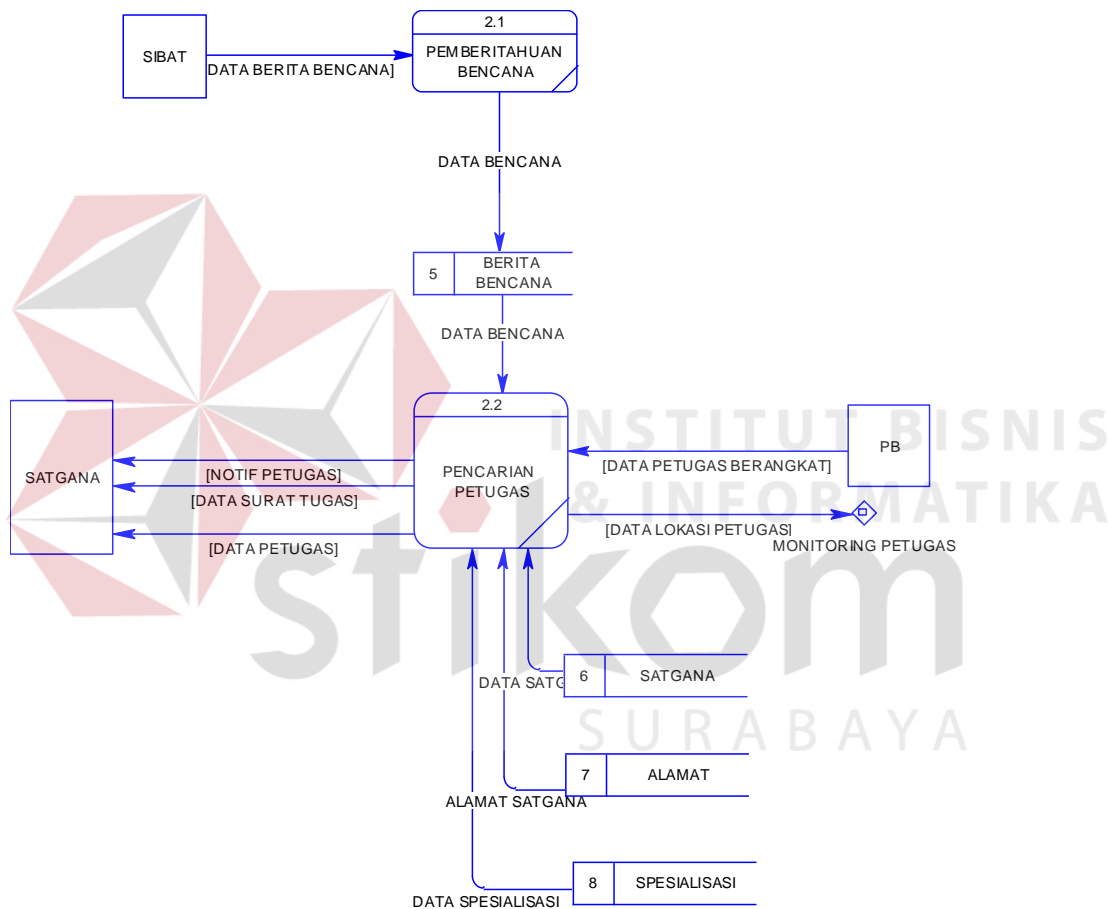 2.1
SIBAT
PEMBERITAHUAN
BENCANA
[DATA BERITA BENCANA]
DATA BENCANA
5
BERITA
BENCANA
DATA BENCANA
2.2
PENCARIAN
PETUGAS
SATGANA
[NOTIF PETUGAS]
[DATA SURAT TUGAS]
[DATA PETUGAS]
PB
[DATA PETUGAS BERANGKAT]
[DATA LOKASI PETUGAS]
MONITORING PETUGAS
INSTITUT BISNIS
& INFORMATIKA
stikom
SURABAYA
6
SATGANA
DATA SATG
7
ALAMAT
ALAMAT SATGANA
8
SPESIALISASI
DATA SPESIALISASI